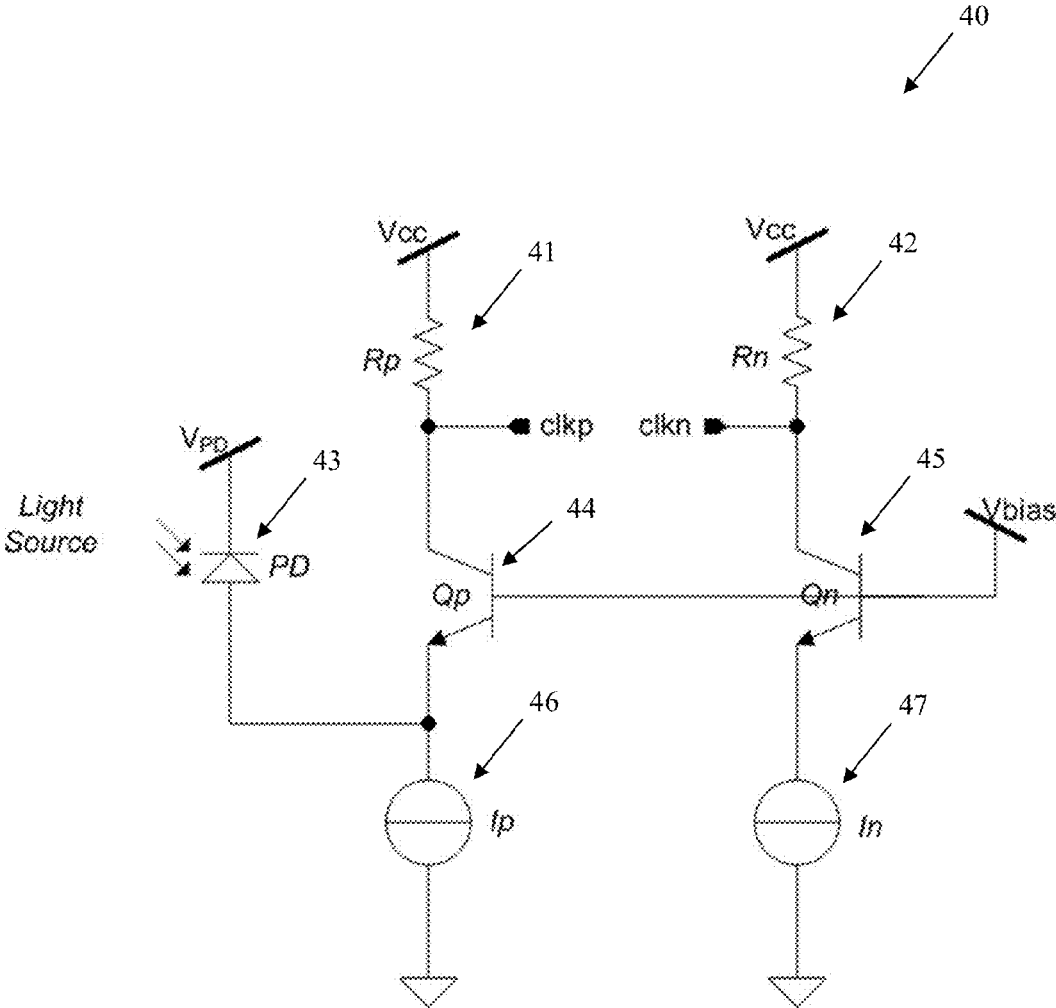 40
Vcc
41
Vcc
42
Rp
Rn
clkp
clkn
VPD
43
45
Light
Source
PD
44
Vbias
Qp
Qn
46
47
Ip
In